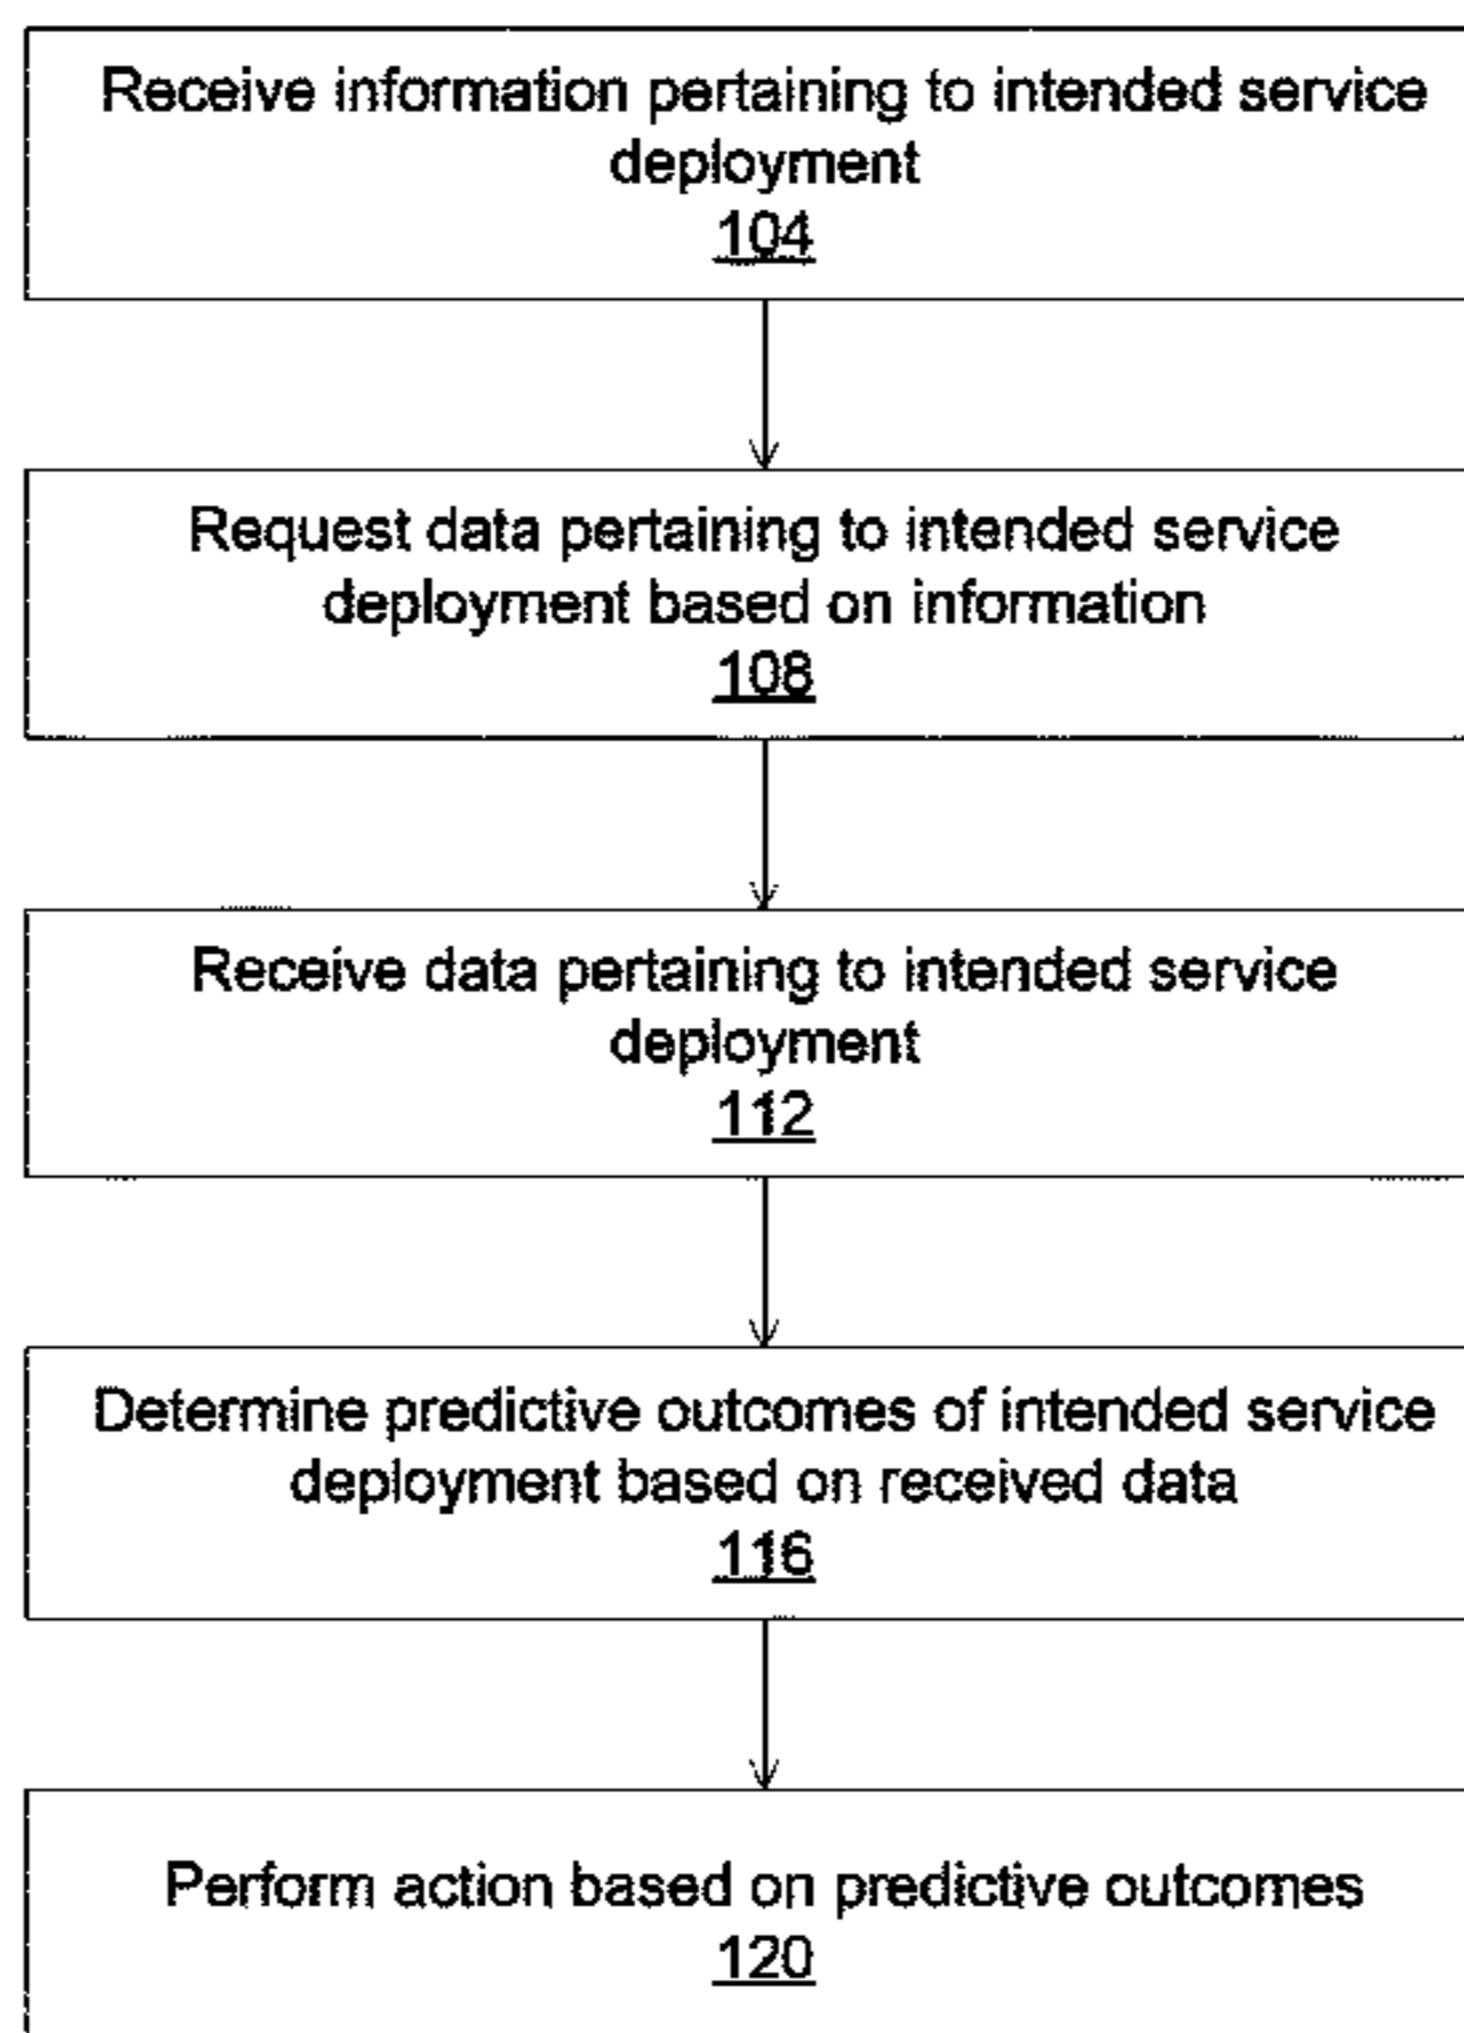 Receive information pertaining to intended service
deployment
104
Request data pertaining to intended service
deployment based on information
108
Receive data pertaining to intended service
deployment
112
Determine predictive outcomes of intended service
deployment based on received data
116
Perform action based on predictive outcomes
120